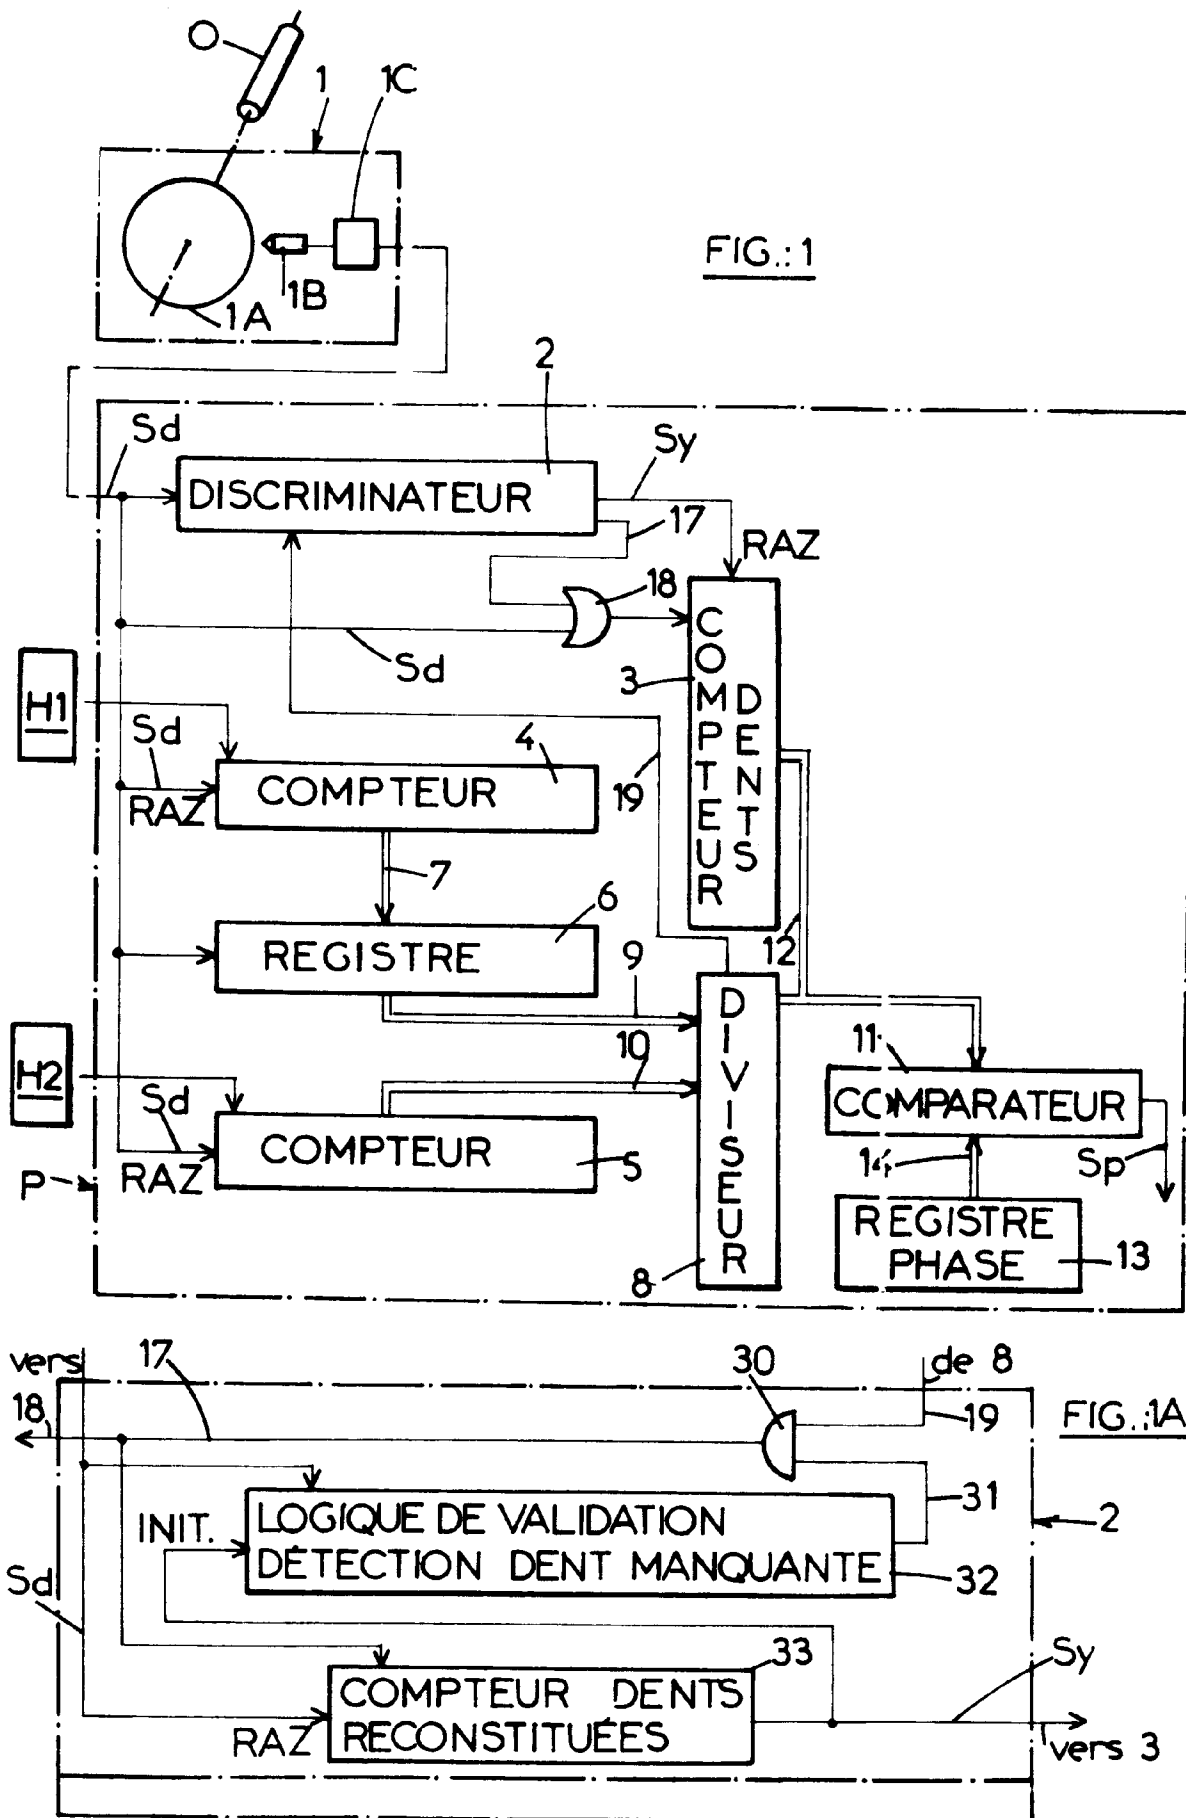 1
1C
1B
1A
FIG.:1
2
Sd
Sy
DISCRIMINATEUR
17
RAZ
18
Sd
COMPTEUR
DENTS
3
H1
Sd
4
COMPTEUR
RAZ
19
7
6
REGISTRE
9
12
DIVISEUR
10
H2
11
COMPARATEUR
Sd
COMPTEUR
5
RAZ
P
14
Sp
REGISTRE
PHASE
13
8
vers
18
17
30
de 8
19
FIG.:1A
31
INIT.
LOGIQUE DE VALIDATION
DÉTECTION DENT MANQUANTE
32
2
Sd
33
Sy
COMPTEUR DENTS
RECONSTITUÉES
RAZ
vers 3